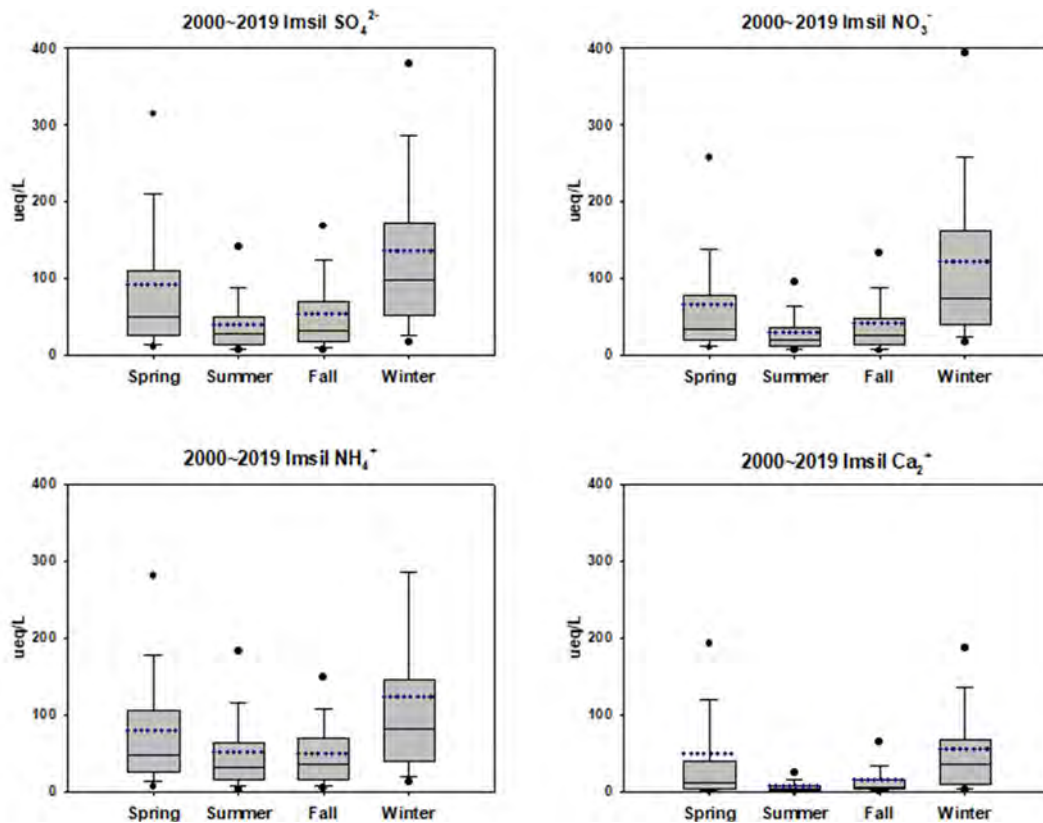 2000~2019 Imsil SO₄²⁻
400
300
200
100
0
ueq/L
Spring Summer Fall Winter
2000~2019 Imsil NO₃⁻
400
300
200
100
0
ueq/L
Spring Summer Fall Winter
2000~2019 Imsil NH₄⁺
400
300
200
100
0
ueq/L
Spring Summer Fall Winter
2000~2019 Imsil Ca₂⁺
400
300
200
100
0
ueq/L
Spring Summer Fall Winter